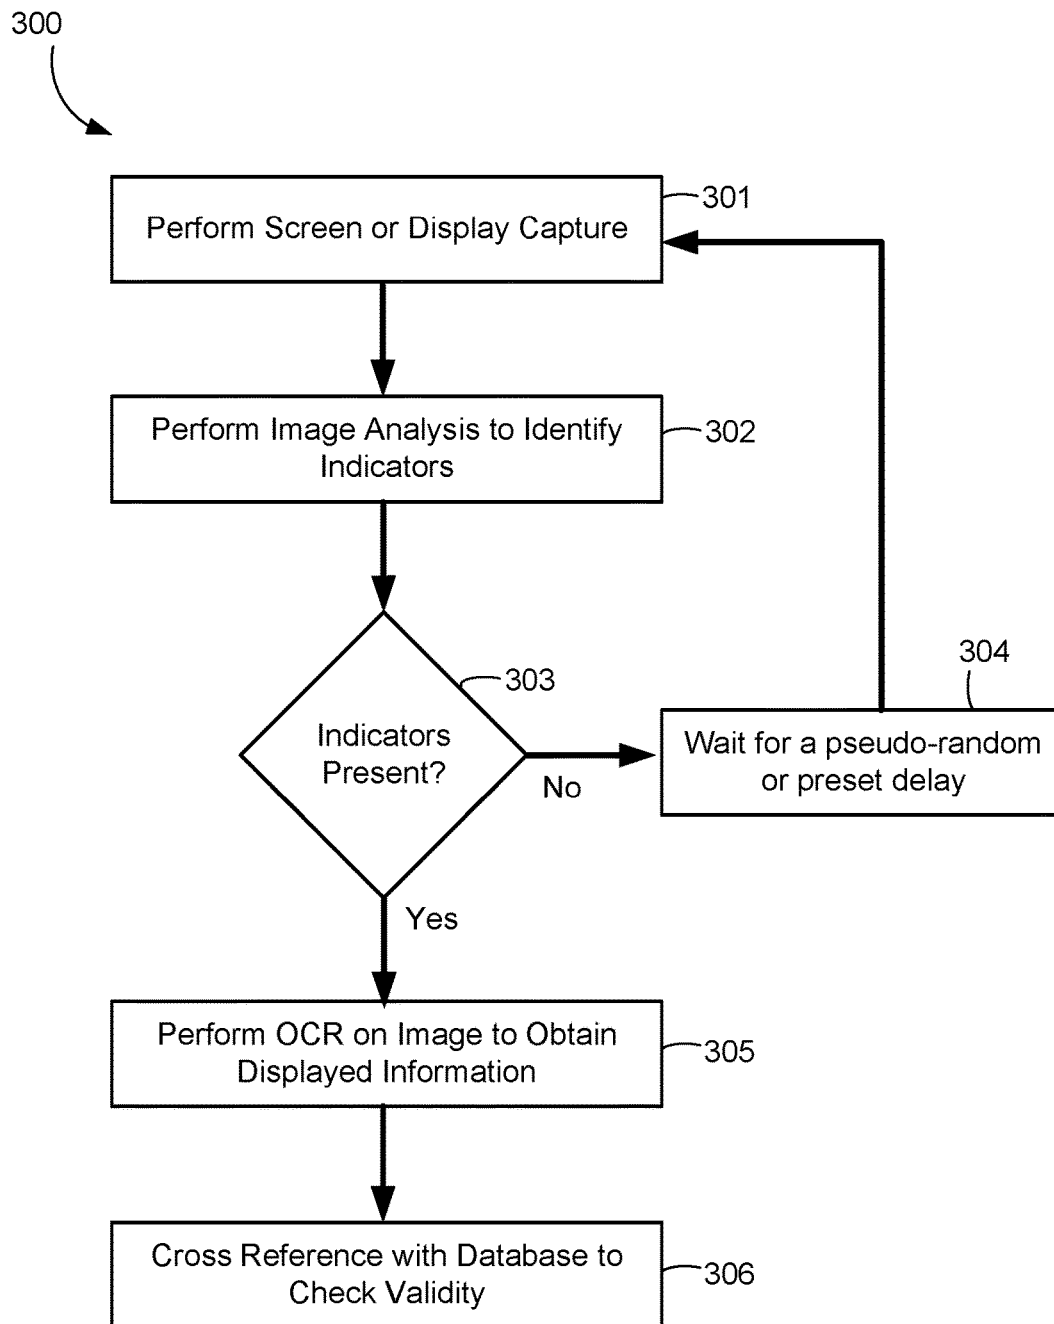 300
301
Perform Screen or Display Capture
Perform Image Analysis to Identify
Indicators
302
303
Indicators
Present?
No
304
Wait for a pseudo-random
or preset delay
Yes
Perform OCR on Image to Obtain
Displayed Information
305
Cross Reference with Database to
Check Validity
306